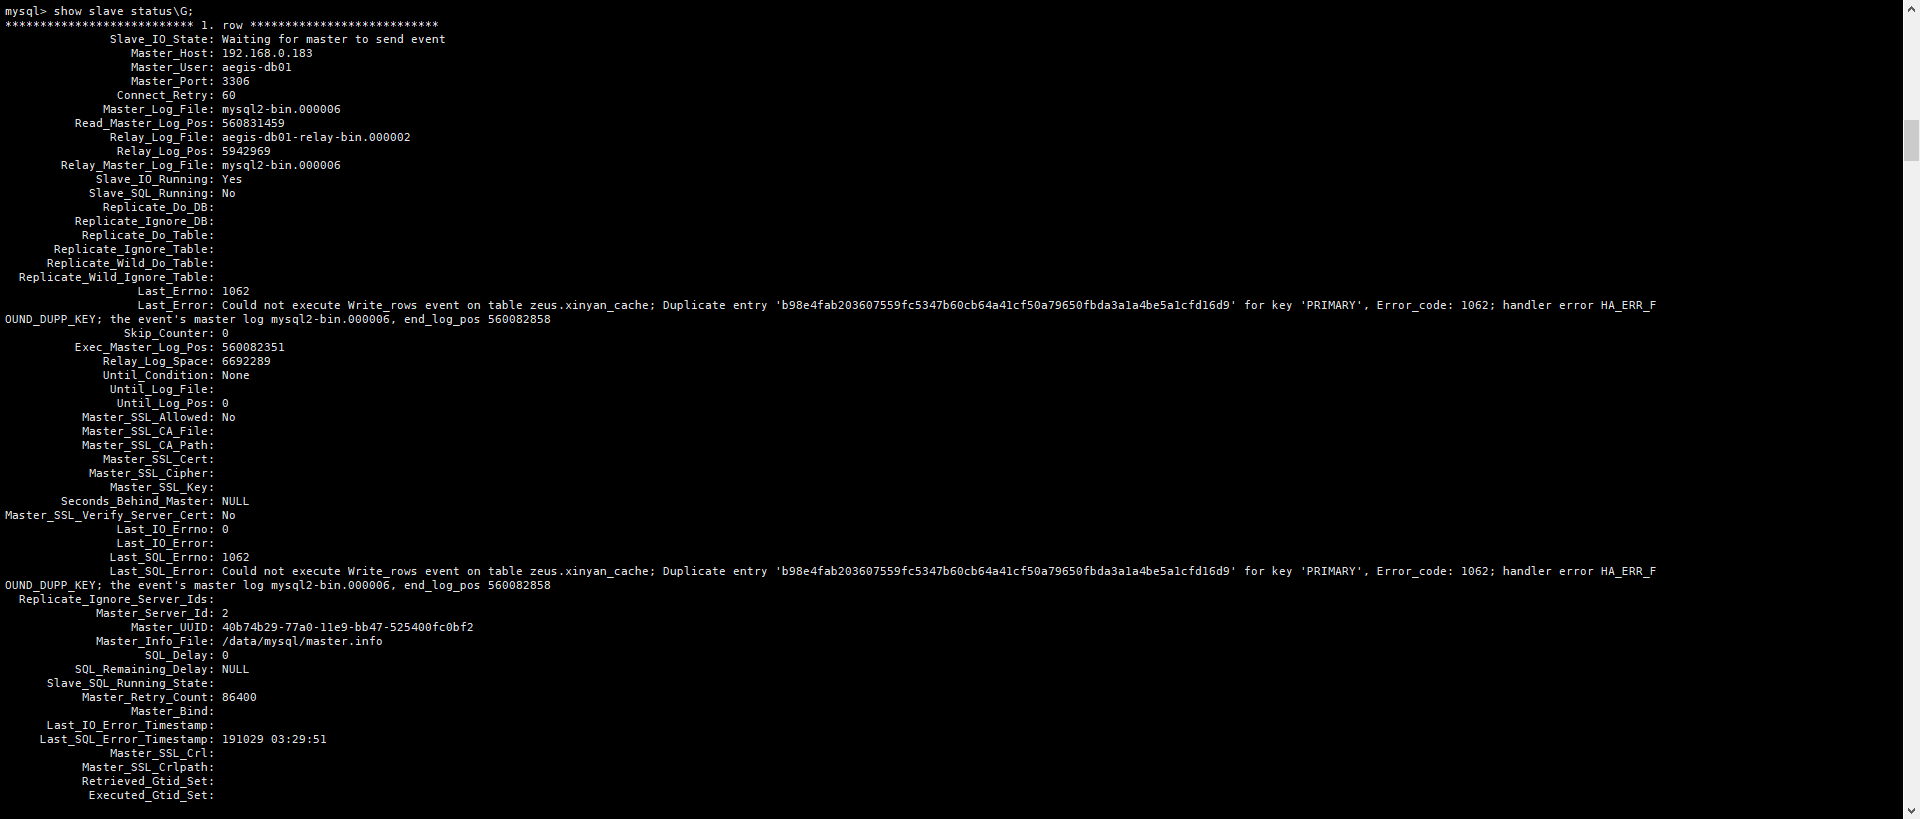 mysql> show slave status\G;
*************************** 1. row ***************************
Slave_IO_State: Waiting for master to send event
Master_Host: 192.168.0.183
Master_User: aegis-db01
Master_Port: 3306
Connect_Retry: 60
Master_Log_File: mysql2-bin.000006
Read_Master_Log_Pos: 560831459
Relay_Log_File: aegis-db01-relay-bin.000002
Relay_Log_Pos: 5942969
Relay_Master_Log_File: mysql2-bin.000006
Slave_IO_Running: Yes
Slave_SQL_Running: No
Replicate_Do_DB:
Replicate_Ignore_DB:
Replicate_Do_Table:
Replicate_Ignore_Table:
Replicate_Wild_Do_Table:
Replicate_Wild_Ignore_Table:
Last_Errno: 1062
Last_Error: Could not execute Write_rows event on table zeus.xinyan_cache; Duplicate entry 'b98e4fab203607559fc5347b60cb64a41cf50a79650fbda3a1a4be5a1cfd16d9' for key 'PRIMARY', Error_code: 1062; handler error HA_ERR_F
OUND_DUPP_KEY; the event's master log mysql2-bin.000006, end_log_pos 560082858
Skip_Counter: 0
Exec_Master_Log_Pos: 560082351
Relay_Log_Space: 6692289
Until_Condition: None
Until_Log_File:
Until_Log_Pos: 0
Master_SSL_Allowed: No
Master_SSL_CA_File:
Master_SSL_CA_Path:
Master_SSL_Cert:
Master_SSL_Cipher:
Master_SSL_Key:
Seconds_Behind_Master: NULL
Master_SSL_Verify_Server_Cert: No
Last_IO_Errno: 0
Last_IO_Error:
Last_SQL_Errno: 1062
Last_SQL_Error: Could not execute Write_rows event on table zeus.xinyan_cache; Duplicate entry 'b98e4fab203607559fc5347b60cb64a41cf50a79650fbda3a1a4be5a1cfd16d9' for key 'PRIMARY', Error_code: 1062; handler error HA_ERR_F
OUND_DUPP_KEY; the event's master log mysql2-bin.000006, end_log_pos 560082858
Replicate_Ignore_Server_Ids:
Master_Server_Id: 2
Master_UUID: 40b74b29-77a0-11e9-bb47-525400fc0bf2
Master_Info_File: /data/mysql/master.info
SQL_Delay: 0
SQL_Remaining_Delay: NULL
Slave_SQL_Running_State:
Master_Retry_Count: 86400
Master_Bind:
Last_IO_Error_Timestamp:
Last_SQL_Error_Timestamp: 191029 03:29:51
Master_SSL_Crl:
Master_SSL_Crlpath:
Retrieved_Gtid_Set:
Executed_Gtid_Set: